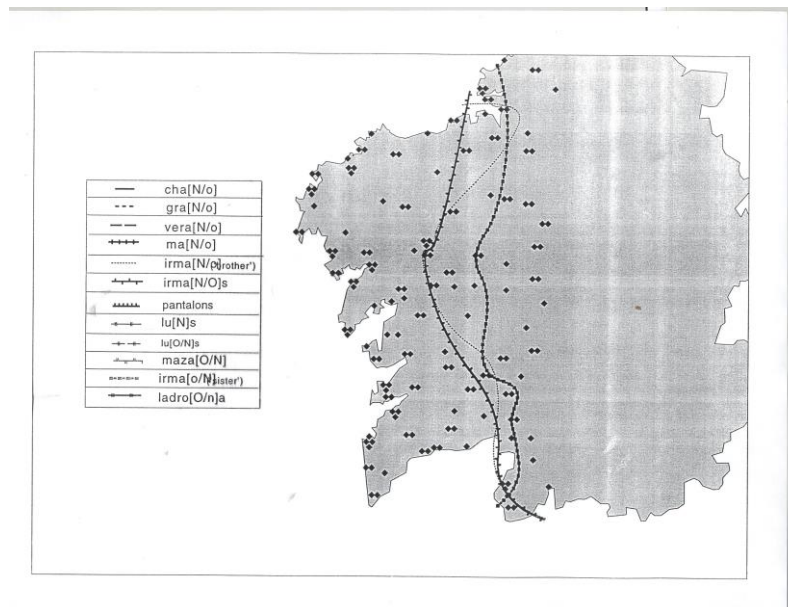 cha[N/o]
gra[N/o]
vera[N/o]
ma[N/o]
irma[N/o]('brother')
irma[N/O]s
pantalons
lu[N]s
lu[O/N]s
maza[O/N]
irma[o/N]('sister')
ladro[O/n]a